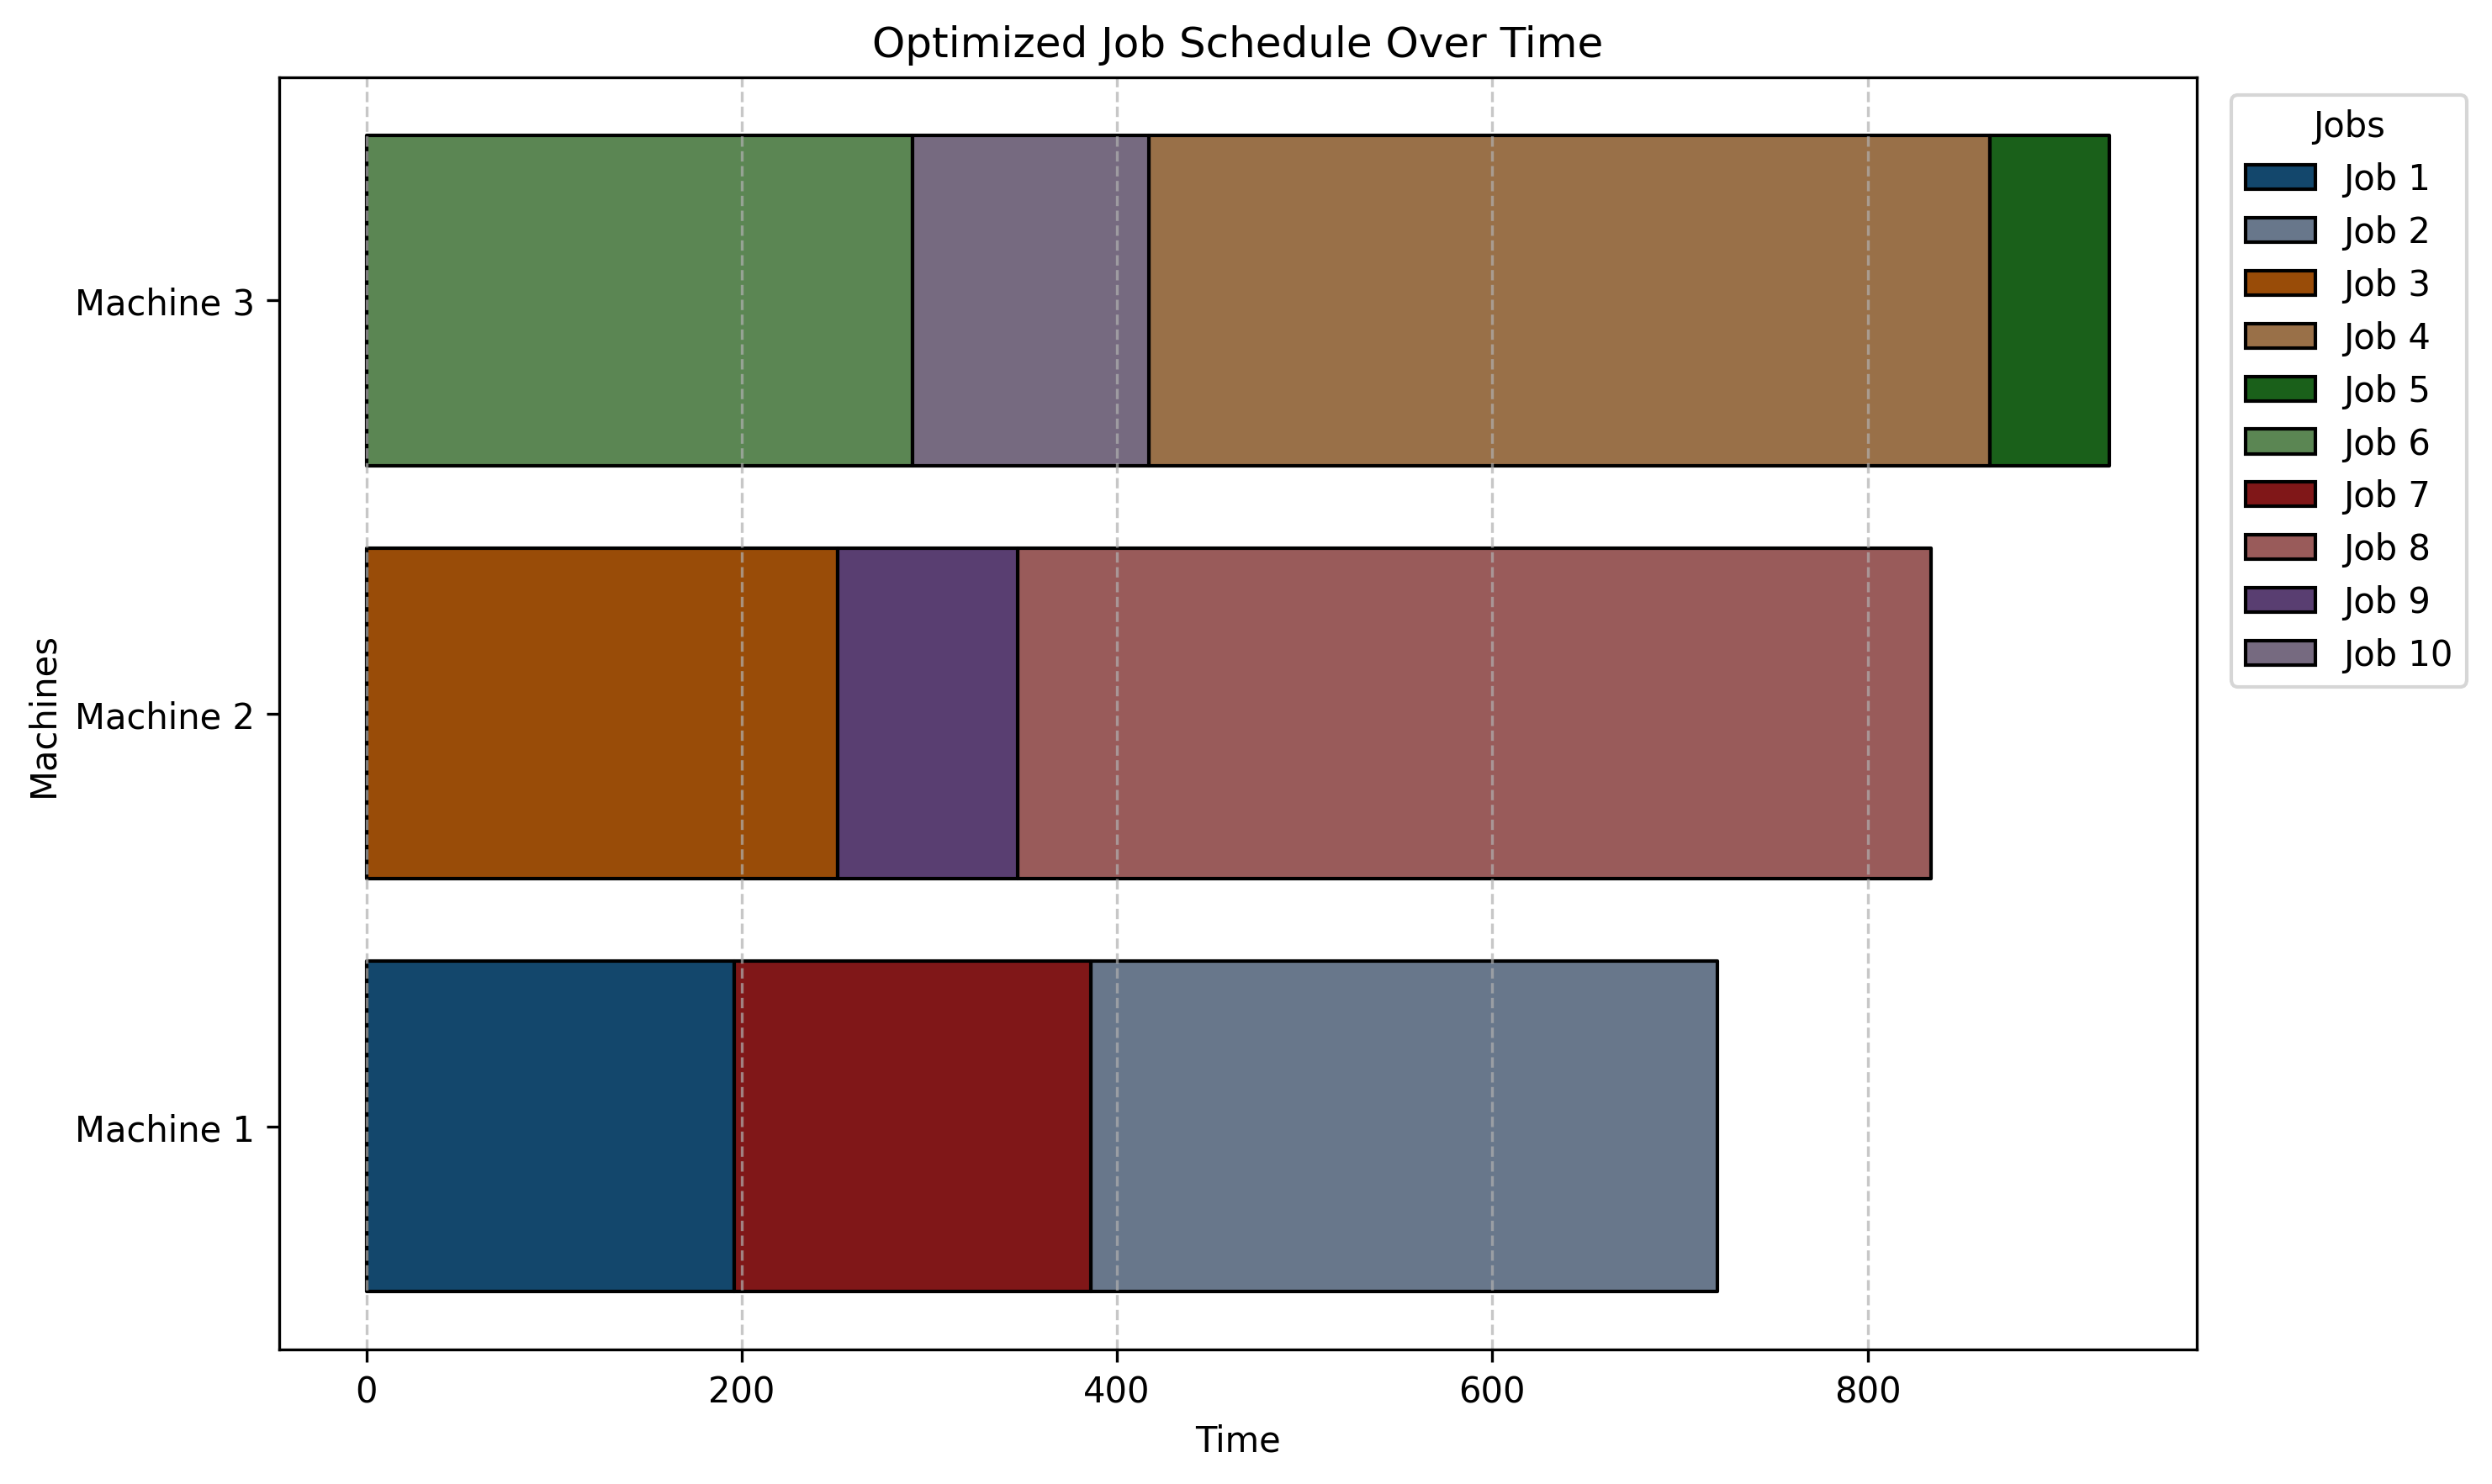 Optimized Job Schedule Over Time
Machines
Machine 3
Machine 2
Machine 1
0 200 400 600 800
Time
Jobs
Job 1
Job 2
Job 3
Job 4
Job 5
Job 6
Job 7
Job 8
Job 9
Job 10